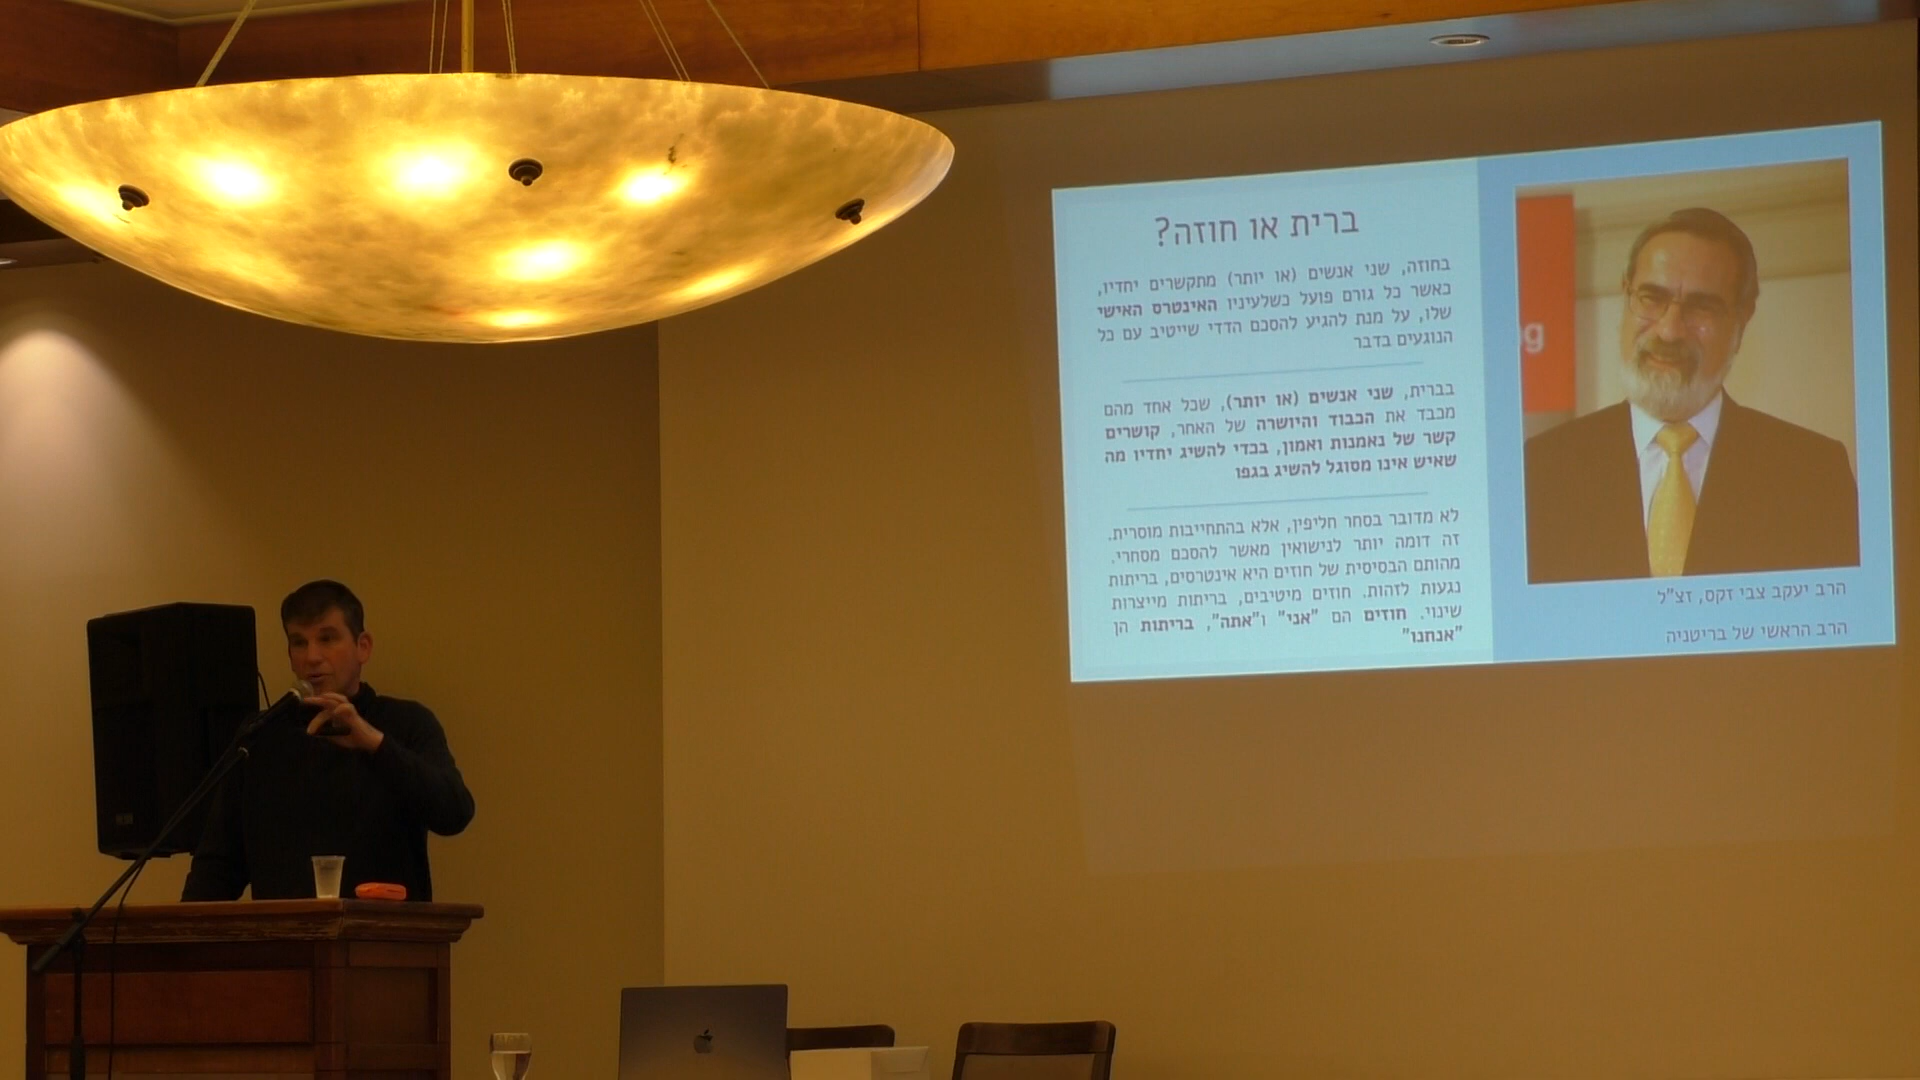 ברית או חוזה?
בחוזה, שני אנשים (או יותר) מתקשרים יחדיו,
כאשר כל גורם פועל כשלעיניו האינטרס האישי
שלו, על מנת להגיע להסכם הדדי שייטיב עם כל
הנוגעים בדבר
בברית, שני אנשים (או יותר), שכל אחד מהם
מכבד את הכבוד והיושרה של האחר, קושרים
קשר של נאמנות ואמון, בכדי להשיג יחדיו מה
שאיש אינו מסוגל להשיג בגפו
לא מדובר בסחר חליפין, אלא בהתחייבות מוסרית.
זה דומה יותר לנישואין מאשר להסכם מסחרי.
מהותם הבסיסית של חוזים היא אינטרסים, בריתות
נגעות לזהות. חוזים מיטיבים, בריתות מייצרות
שינוי. חוזים הם "אני" ו"אתה", בריתות הן
"אנחנו"
הרב יעקב צבי זקס, זצ"ל
הרב הראשי של בריטניה